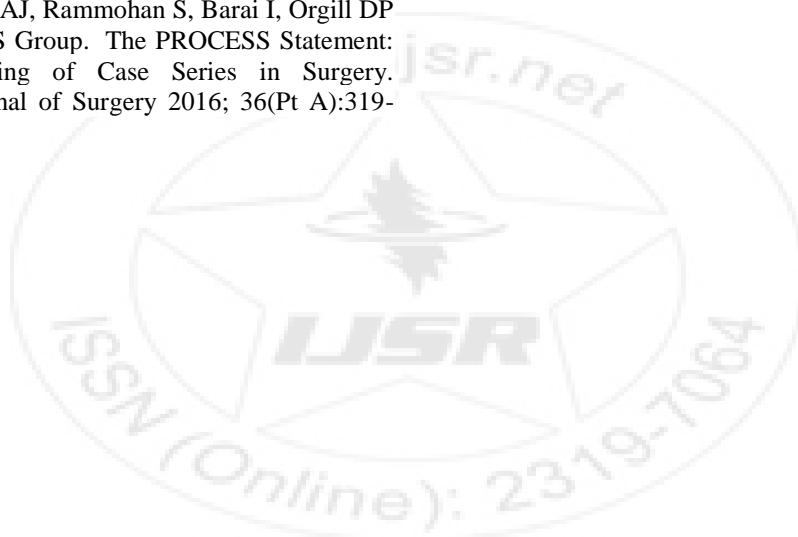 AJ, Rammohan S, Barai I, Orgill DP
S Group. The PROCESS Statement:
ing of Case Series in Surgery.
nal of Surgery 2016; 36(Pt A):319-
jsr.net
IJSR
ISSN (Online): 2319-7064